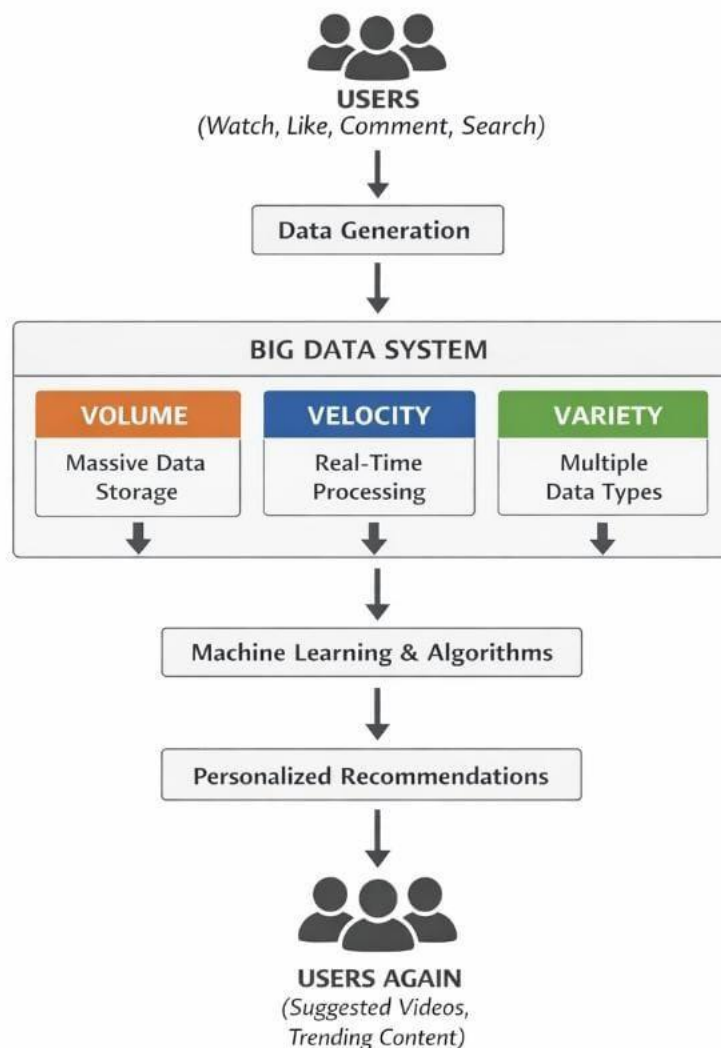 USERS
(Watch, Like, Comment, Search)
Data Generation
BIG DATA SYSTEM
VOLUME
Massive Data
Storage
VELOCITY
Real-Time
Processing
VARIETY
Multiple
Data Types
Machine Learning & Algorithms
Personalized Recommendations
USERS AGAIN
(Suggested Videos,
Trending Content)